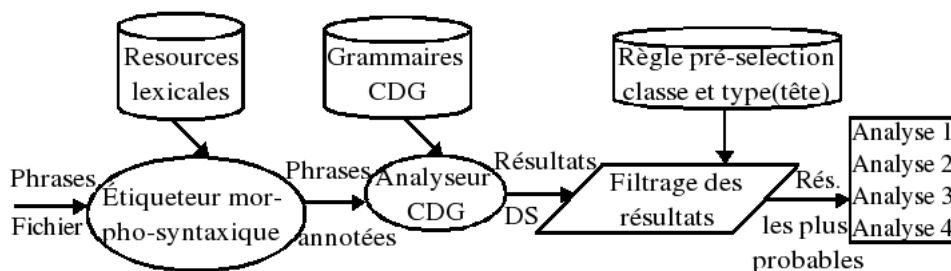 Resources
lexicales
Grammaires
CDG
Règle pré-selection
classe et type(tête)
Phrases
Fichier
Étiqueteur mor-
pho-syntaxique
Phrases
annotées
Analyseur
CDG
Résultats
DS
Filtrage des
résultats
Rés.
les plus
probables
Analyse 1
Analyse 2
Analyse 3
Analyse 4